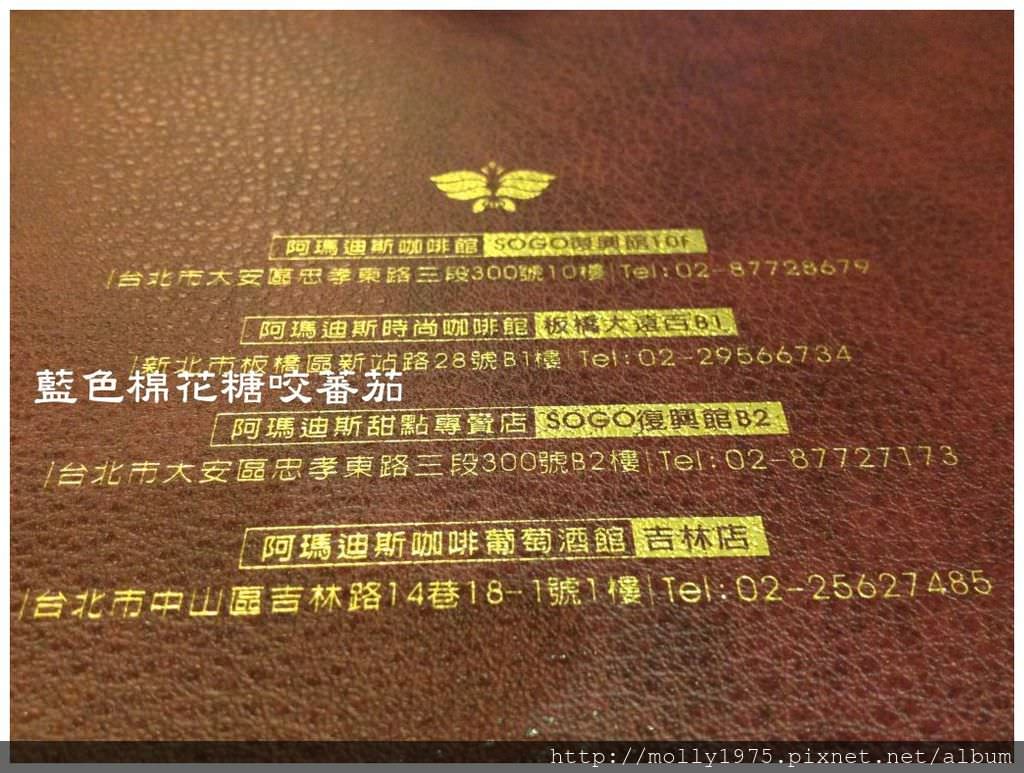 阿瑪迪斯咖啡館 SOGO復興館10F
/台北市大安區忠孝東路三段300號10樓|Tel:02-87728679
阿瑪迪斯時尚咖啡館 板橋大遠百B1
/新北市板橋區新站路28號B1樓|Tel:02-29566734
藍色棉花糖咬蕃茄
阿瑪迪斯甜點專賣店 SOGO復興館B2
/台北市大安區忠孝東路三段300號B2樓|Tel:02-87727173
阿瑪迪斯咖啡葡萄酒館 吉林店
/台北市中山區吉林路14巷18-1號1樓|Tel:02-25627485
http://molly1975.pixnet.net/album